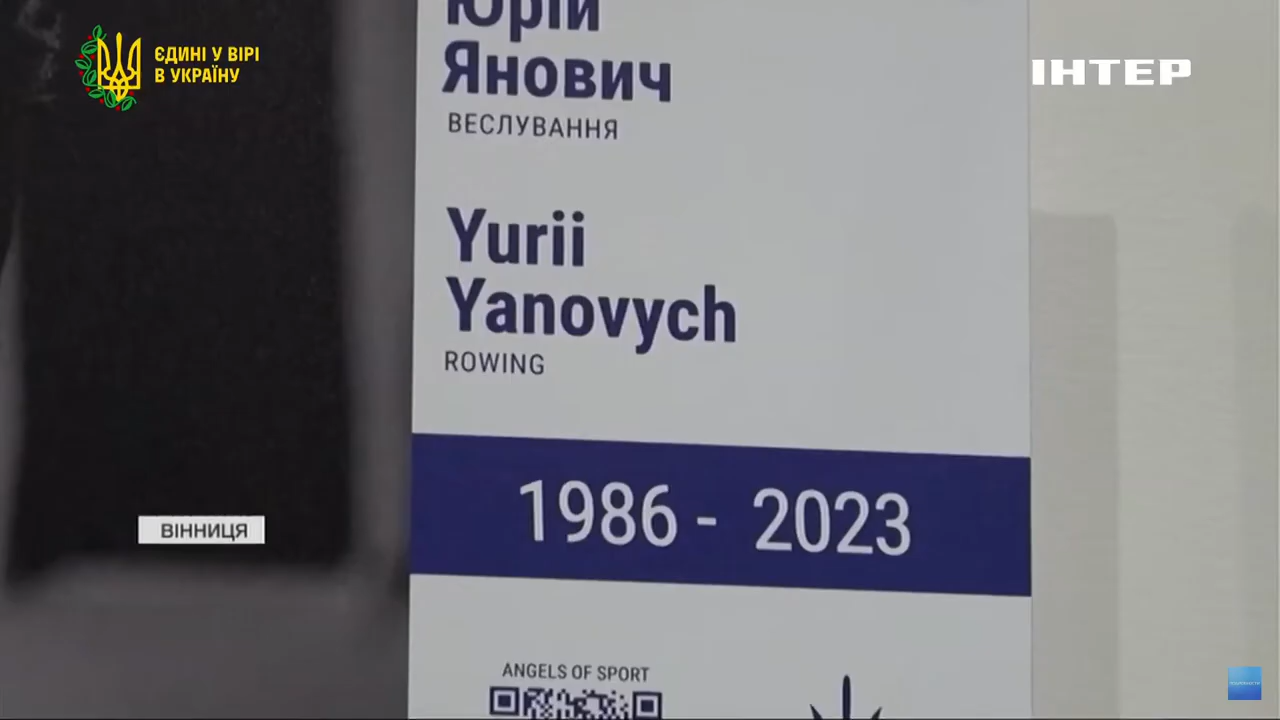 ЄДИНІ У ВІРІ
В УКРАЇНУ
ІНТЕР
Юрій
Янович
ВЕСЛУВАННЯ
Yurii
Yanovych
ROWING
1986 - 2023
ВІННИЦЯ
ANGELS OF SPORT